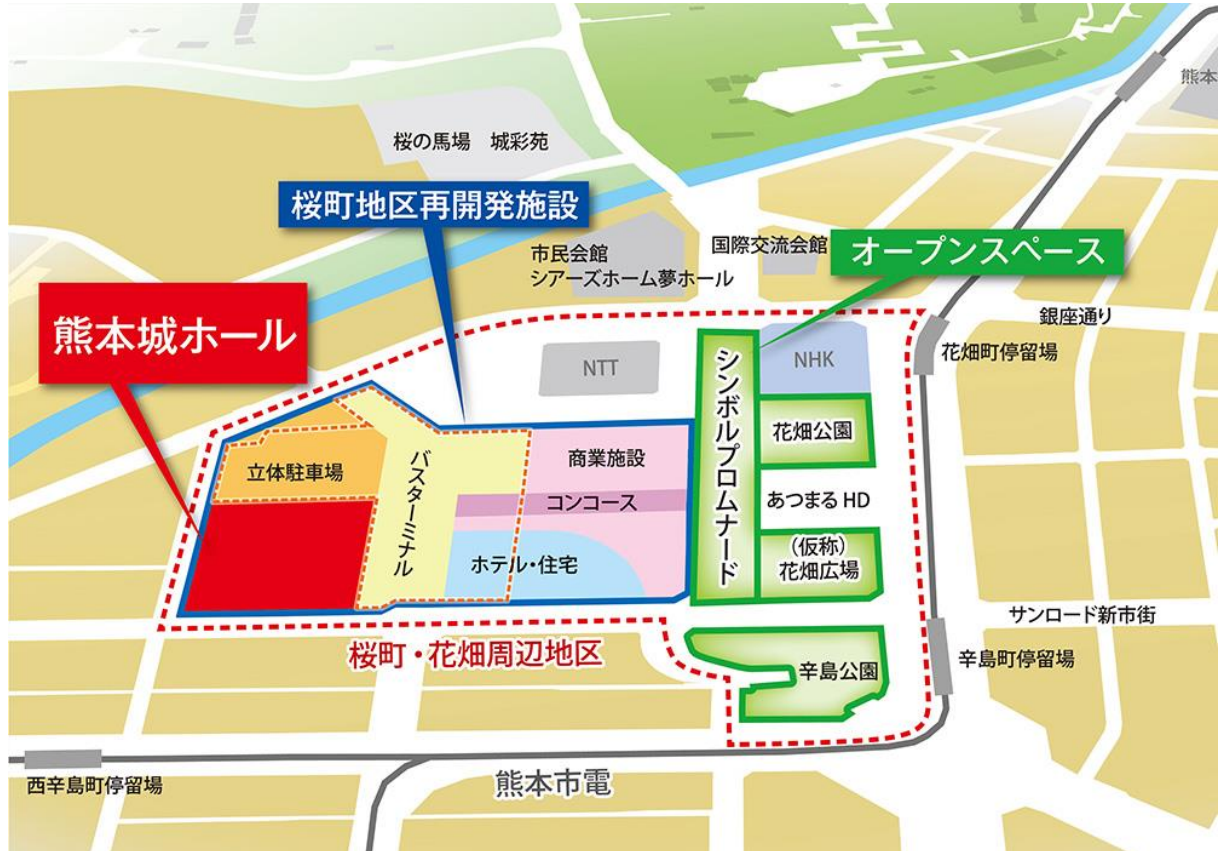 熊本
桜の馬場　城彩苑
桜町地区再開発施設
市民会館
シアーズホーム夢ホール
国際交流会館
オープンスペース
銀座通り
熊本城ホール
花畑町停留場
NTT
シンボルプロムナード
NHK
花畑公園
立体駐車場
バスターミナル
商業施設
コンコース
あつまるHD
ホテル・住宅
（仮称）
花畑広場
サンロード新市街
桜町・花畑周辺地区
辛島公園
辛島町停留場
西辛島町停留場
熊本市電